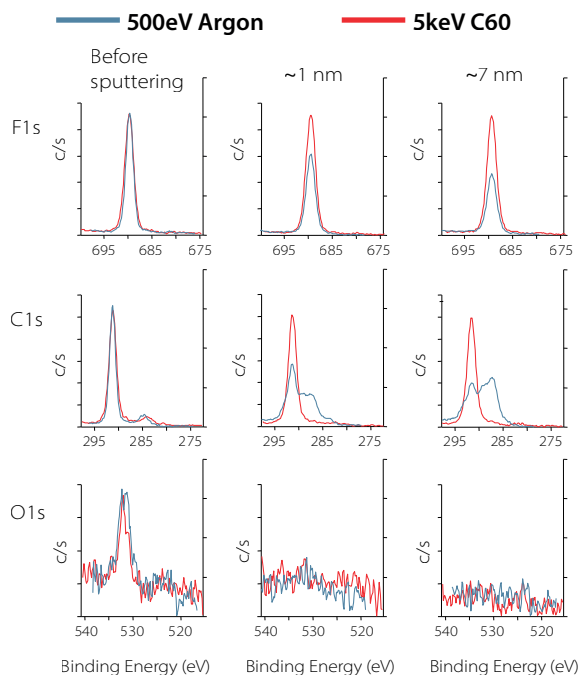 500eV Argon 5keV C60
Before
sputtering
~1 nm
~7 nm
F1s
c/s
c/s
c/s
695 685 675
695 685 675
695 685 675
C1s
c/s
c/s
c/s
295 285 275
295 285 275
295 285 275
O1s
c/s
c/s
c/s
540 530 520
540 530 520
540 530 520
Binding Energy (eV)
Binding Energy (eV)
Binding Energy (eV)